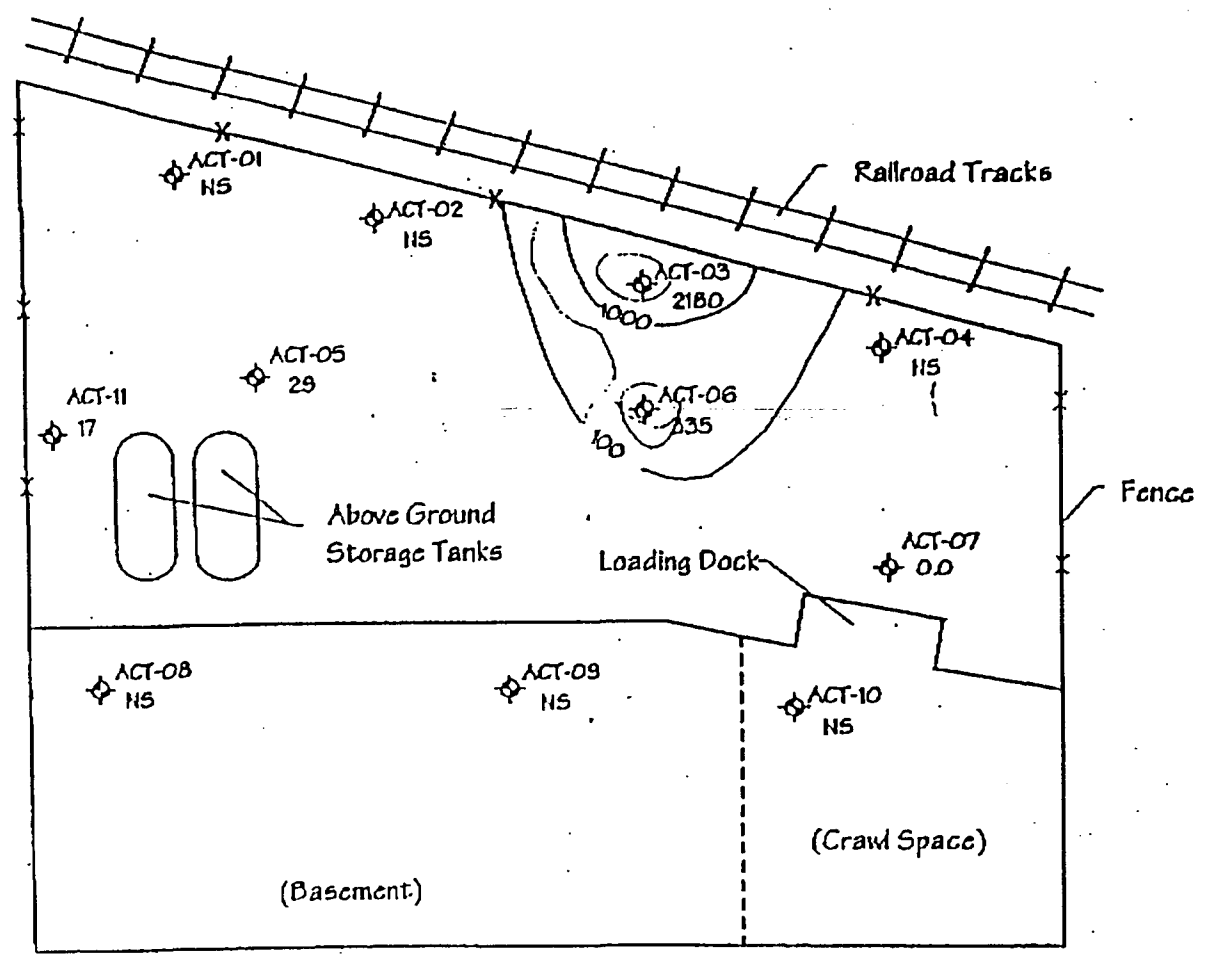 ACT-01
NS
Railroad Tracks
ACT-02
NS
ACT-03
2180
1000
ACT-04
NS
ACT-05
29
ACT-11
17
ACT-06
335
100
Fence
Above Ground
Storage Tanks
ACT-07
0.0
Loading Dock
ACT-08
NS
ACT-09
NS
ACT-10
NS
(Crawl Space)
(Basement)